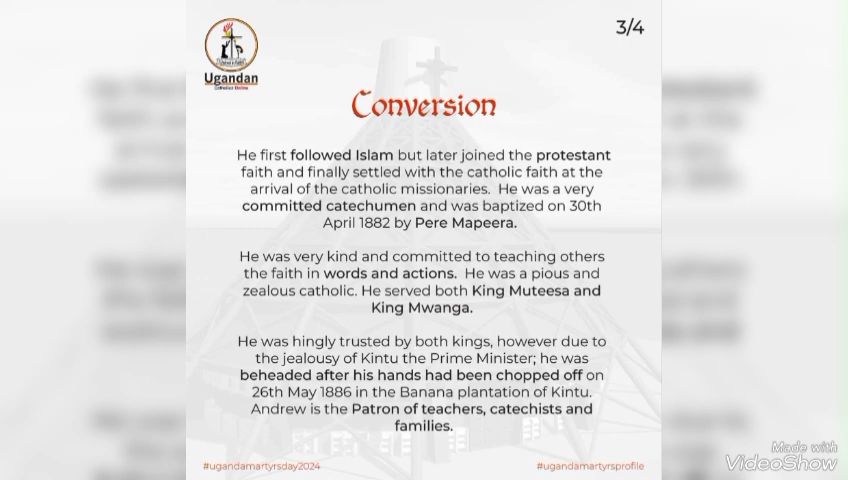 3/4
Ugandan
Catholics Online
Conversion
He first followed Islam but later joined the protestant
faith and finally settled with the catholic faith at the
arrival of the catholic missionaries. He was a very
committed catechumen and was baptized on 30th
April 1882 by Pere Mapeera.
He was very kind and committed to teaching others
the faith in words and actions. He was a pious and
zealous catholic. He served both King Muteesa and
King Mwanga.
He was hingly trusted by both kings, however due to
the jealousy of Kintu the Prime Minister; he was
beheaded after his hands had been chopped off on
26th May 1886 in the Banana plantation of Kintu.
Andrew is the Patron of teachers, catechists and
families.
#ugandamartyrsday2024
#ugandamartyrsprofile
Made with
VideoShow